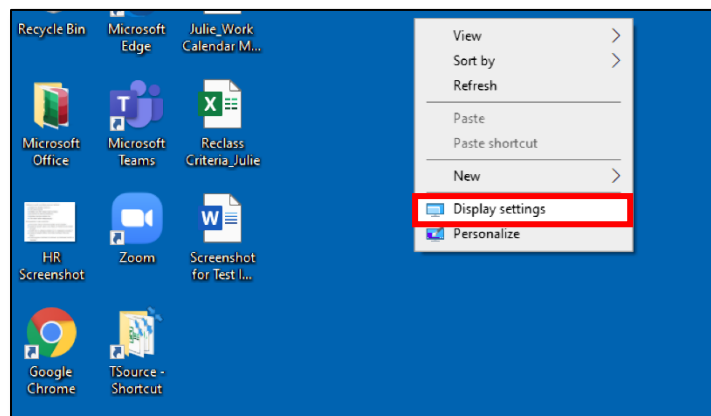 Recycle Bin
Microsoft
Edge
Julie_Work
Calendar M...
Microsoft
Office
Microsoft
Teams
Reclass
Criteria_Julie
HR
Screenshot
Zoom
Screenshot
for Test I...
Google
Chrome
TSource -
Shortcut
View
Sort by
Refresh
Paste
Paste shortcut
New
Display settings
Personalize